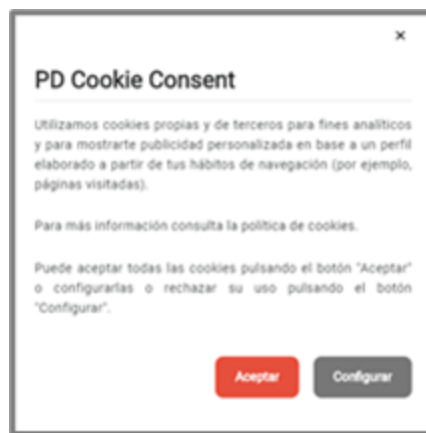 ×
PD Cookie Consent
Utilizamos cookies propias y de terceros para fines analíticos
y para mostrarte publicidad personalizada en base a un perfil
elaborado a partir de tus hábitos de navegación (por ejemplo,
páginas visitadas).
Para más información consulta la política de cookies.
Puede aceptar todas las cookies pulsando el botón "Aceptar"
o configurarlas o rechazar su uso pulsando el botón
"Configurar".
Aceptar Configurar